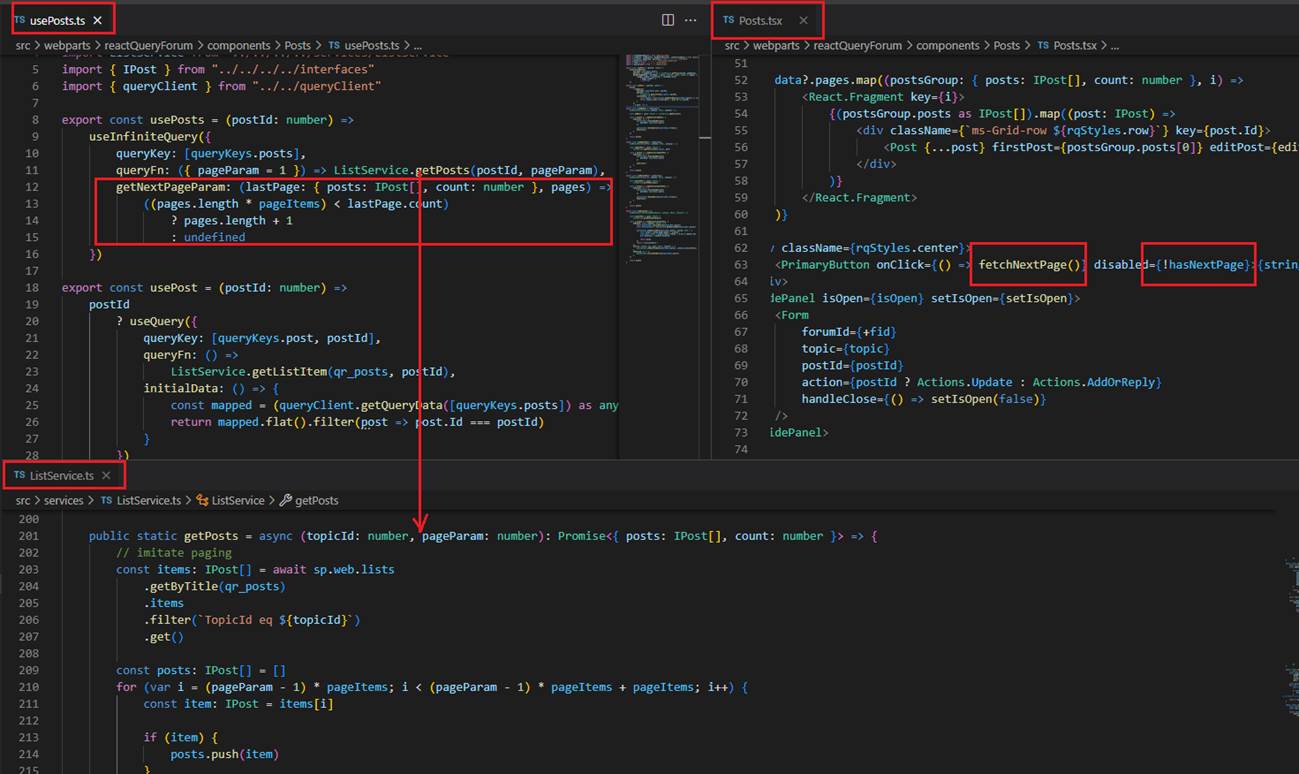 TS usePosts.ts ×
src > webparts > reactQueryForum > components > Posts > TS usePosts.ts > ...
5 import { IPost } from "../../../../interfaces"
6 import { queryClient } from "../../queryClient"
7
8 export const usePosts = (postId: number) =>
9 useInfiniteQuery({
10 queryKey: [queryKeys.posts],
11 queryFn: ({ pageParam = 1 }) => ListService.getPosts(postId, pageParam),
12 getNextPageParam: (lastPage: { posts: IPost[], count: number }, pages) =>
13 ((pages.length * pageItems) < lastPage.count)
14 ? pages.length + 1
15 : undefined
16 })
17
18 export const usePost = (postId: number) =>
19 postId
20 ? useQuery({
21 queryKey: [queryKeys.post, postId],
22 queryFn: () =>
23 ListService.getListItem(qr_posts, postId),
24 initialData: () => {
25 const mapped = (queryClient.getQueryData([queryKeys.posts]) as any
26 return mapped.flat().filter(post => post.Id === postId)
27 }
28 })
TS Posts.tsx ×
src > webparts > reactQueryForum > components > Posts > TS Posts.tsx > ...
51
52 data?.pages.map((postsGroup: { posts: IPost[], count: number }, i) =>
53 <React.Fragment key={i}>
54 {(postsGroup.posts as IPost[]).map((post: IPost) =>
55 <div className={`ms-Grid-row ${rqStyles.row}`} key={post.Id}>
56 <Post {...post} firstPost={postsGroup.posts[0]} editPost={edi
57 </div>
58 )}
59 </React.Fragment>
60 )}
61
62 className={rqStyles.center}>
63 <PrimaryButton onClick={() => fetchNextPage()} disabled={!hasNextPage}>{strin
64 iv>
65 dePanel isOpen={isOpen} setIsOpen={setIsOpen}>
66 <Form
67 forumId={+fid}
68 topic={topic}
69 postId={postId}
70 action={postId ? Actions.Update : Actions.AddOrReply}
71 handleClose={() => setIsOpen(false)}
72 />
73 idePanel>
74
TS ListService.ts ×
src > services > TS ListService.ts > ListService > getPosts
200
201 public static getPosts = async (topicId: number, pageParam: number): Promise<{ posts: IPost[], count: number }> => {
202 // imitate paging
203 const items: IPost[] = await sp.web.lists
204 .getByTitle(qr_posts)
205 .items
206 .filter(`TopicId eq ${topicId}`)
207 .get()
208
209 const posts: IPost[] = []
210 for (var i = (pageParam - 1) * pageItems; i < (pageParam - 1) * pageItems + pageItems; i++) {
211 const item: IPost = items[i]
212
213 if (item) {
214 posts.push(item)
215 }